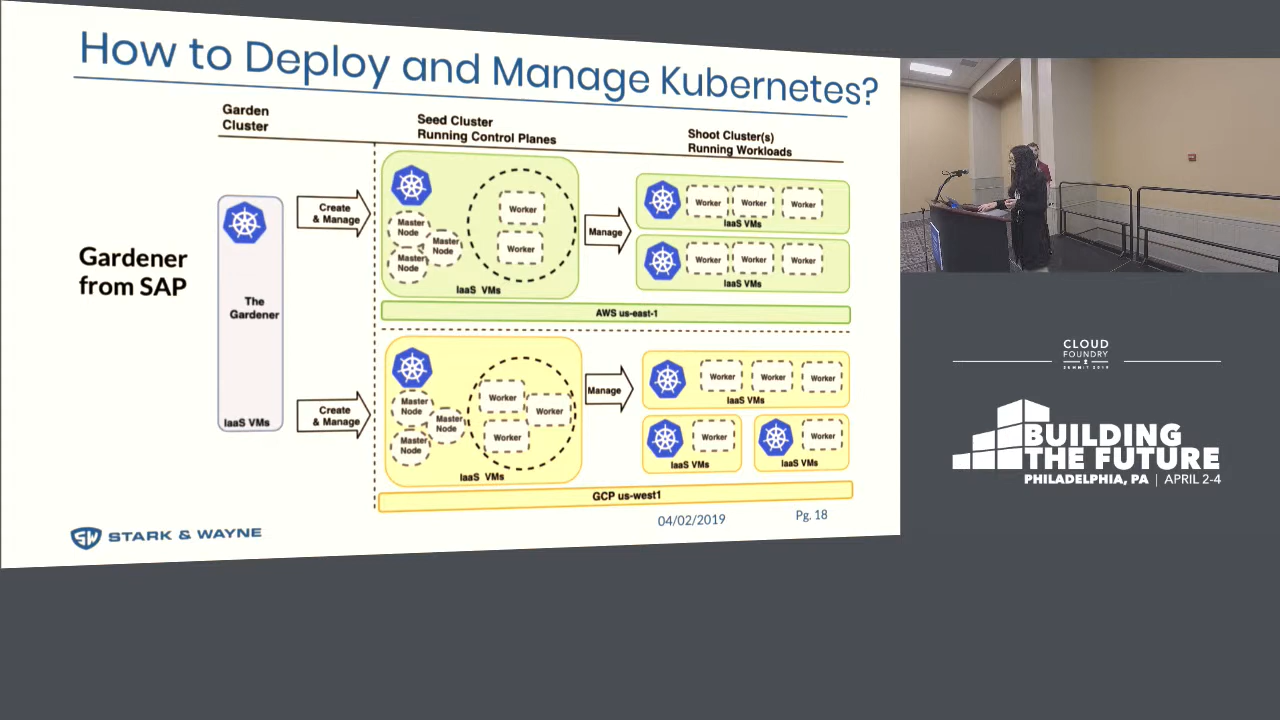 How to Deploy and Manage Kubernetes?
Garden
Cluster
Seed Cluster
Running Control Planes
Shoot Cluster(s)
Running Workloads
Gardener
from SAP
The
Gardener
IaaS VMs
Create
& Manage
Master
Node
Master
Node
Master
Node
Worker
Worker
IaaS VMs
Manage
Worker Worker Worker
IaaS VMs
Worker Worker Worker
IaaS VMs
AWS us-east-1
Create
& Manage
Master
Node
Master
Node
Master
Node
Worker
Worker
Worker
IaaS VMs
Manage
Worker Worker Worker
IaaS VMs
Worker
IaaS VMs
Worker
IaaS VMs
GCP us-west1
SW STARK & WAYNE
04/02/2019
Pg. 18
CLOUD
FOUNDRY
SUMMIT 2019
BUILDING
THE FUTURE
PHILADELPHIA, PA | APRIL 2-4